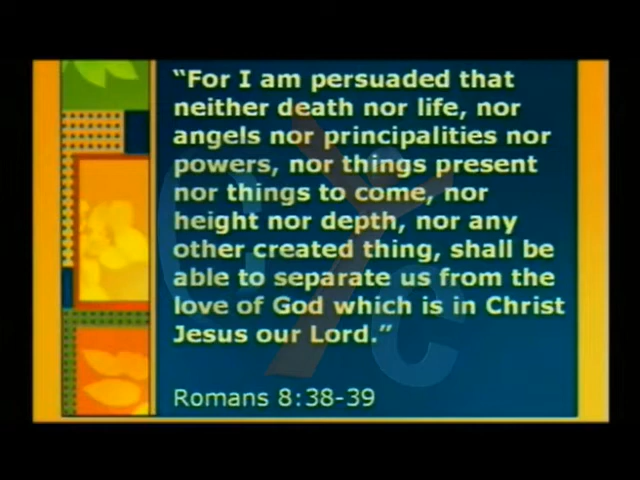 “For I am persuaded that
neither death nor life, nor
angels nor principalities nor
powers, nor things present
nor things to come, nor
height nor depth, nor any
other created thing, shall be
able to separate us from the
love of God which is in Christ
Jesus our Lord.”
Romans 8:38-39